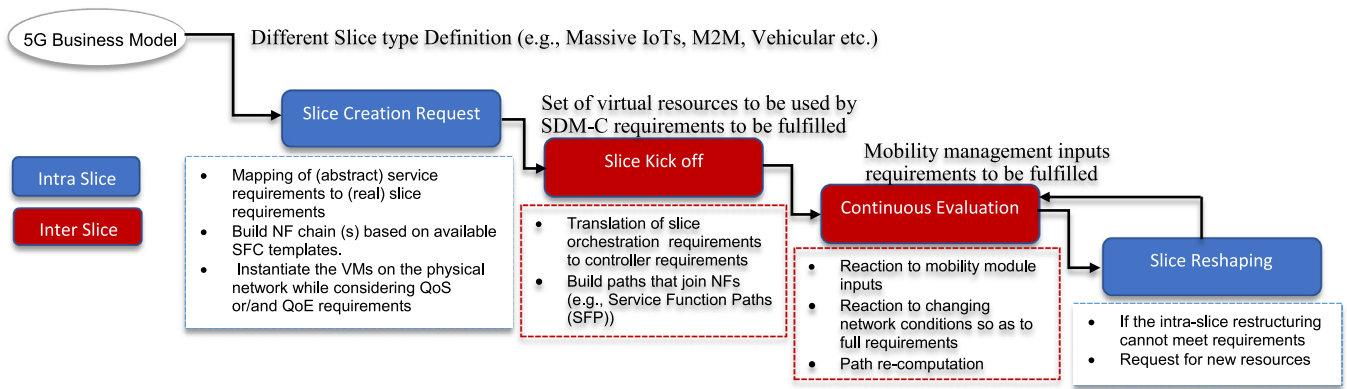 5G Business Model
Different Slice type Definition (e.g., Massive IoTs, M2M, Vehicular etc.)
Slice Creation Request
Set of virtual resources to be used by
SDM-C requirements to be fulfilled
Slice Kick off
Mobility management inputs
requirements to be fulfilled
Continuous Evaluation
Slice Reshaping
Intra Slice
Inter Slice
• Mapping of (abstract) service
requirements to (real) slice
requirements
• Build NF chain (s) based on available
SFC templates.
• Instantiate the VMs on the physical
network while considering QoS
or/and QoE requirements
• Translation of slice
orchestration requirements
to controller requirements
• Build paths that join NFs
(e.g., Service Function Paths
(SFP))
• Reaction to mobility module
inputs
• Reaction to changing
network conditions so as to
full requirements
• Path re-computation
• If the intra-slice restructuring
cannot meet requirements
• Request for new resources